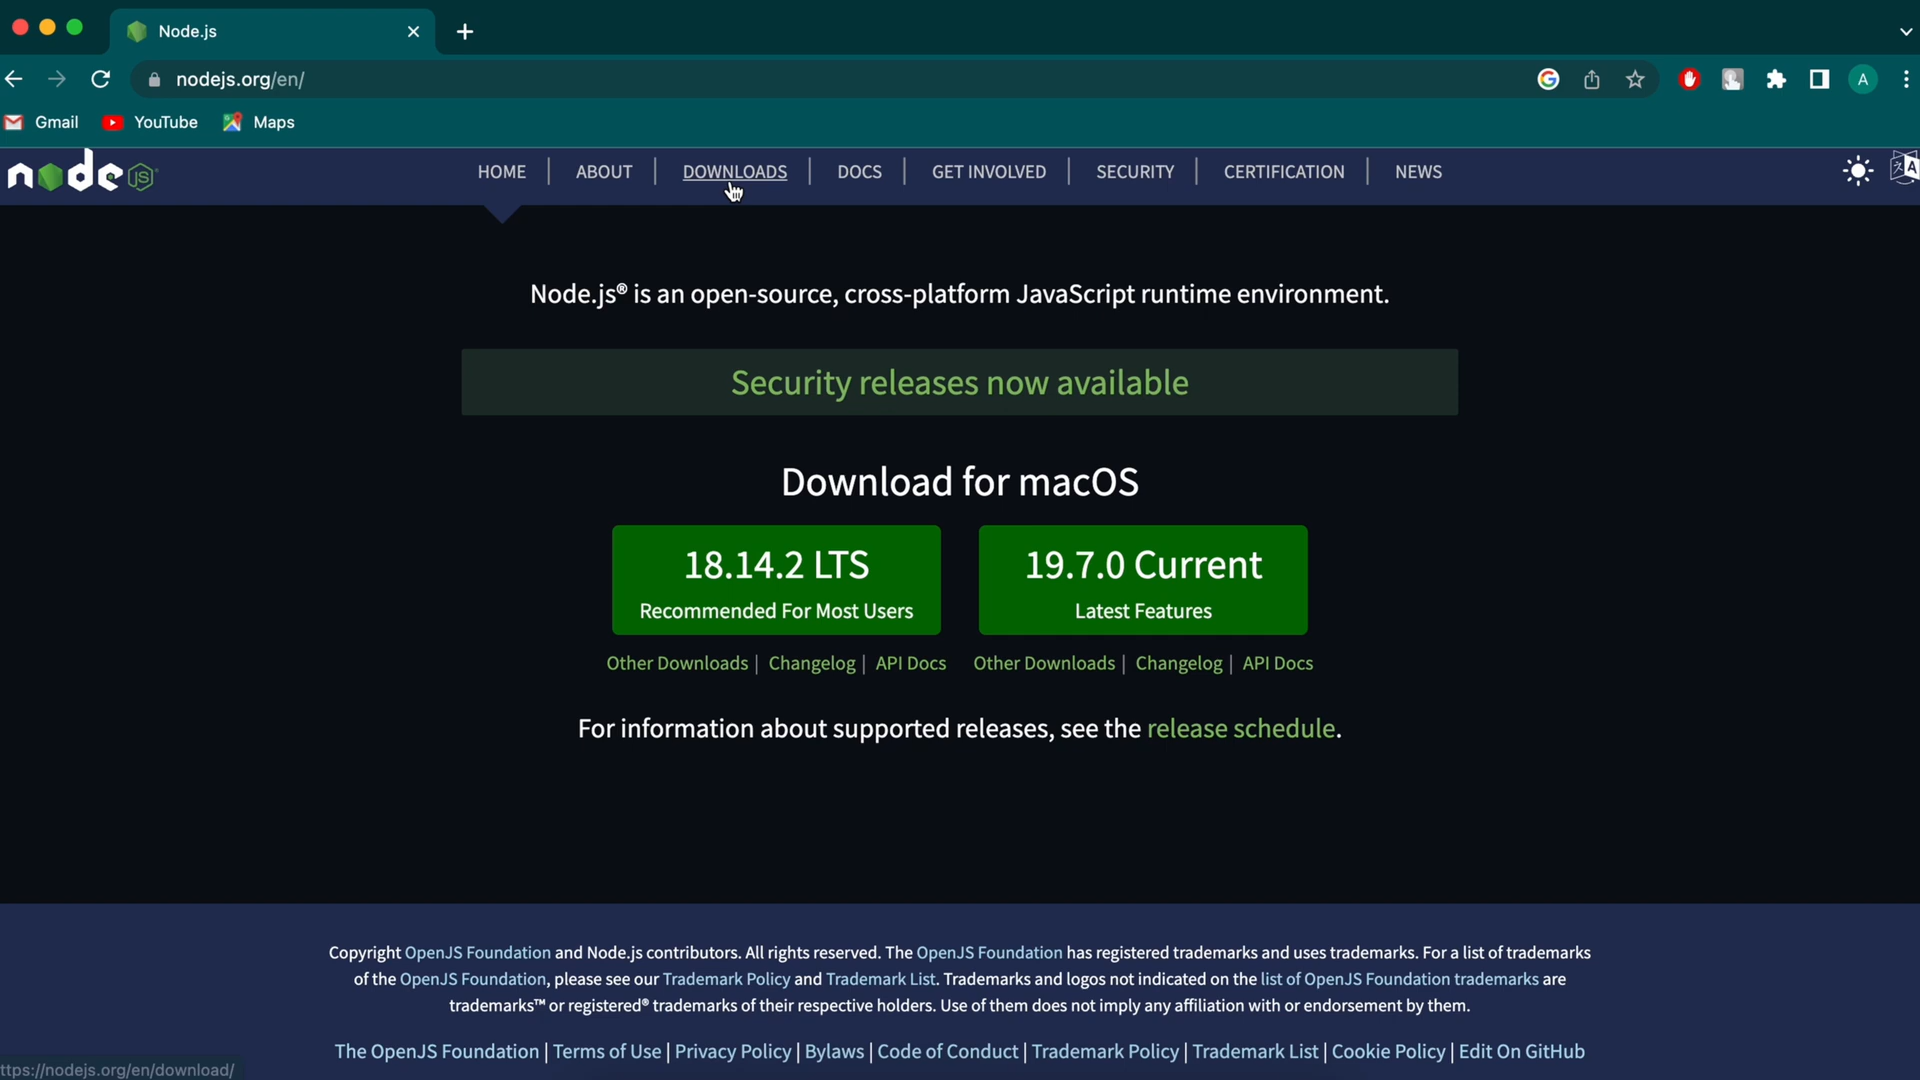 Node.js
nodejs.org/en/
A
Gmail
YouTube
Maps
node JS
HOME
ABOUT
DOWNLOADS
DOCS
GET INVOLVED
SECURITY
CERTIFICATION
NEWS
Node.js® is an open-source, cross-platform JavaScript runtime environment.
Security releases now available
Download for macOS
18.14.2 LTS
Recommended For Most Users
19.7.0 Current
Latest Features
Other Downloads | Changelog | API Docs
Other Downloads | Changelog | API Docs
For information about supported releases, see the release schedule.
Copyright OpenJS Foundation and Node.js contributors. All rights reserved. The OpenJS Foundation has registered trademarks and uses trademarks. For a list of trademarks
of the OpenJS Foundation, please see our Trademark Policy and Trademark List. Trademarks and logos not indicated on the list of OpenJS Foundation trademarks are
trademarks™ or registered® trademarks of their respective holders. Use of them does not imply any affiliation with or endorsement by them.
The OpenJS Foundation | Terms of Use | Privacy Policy | Bylaws | Code of Conduct | Trademark Policy | Trademark List | Cookie Policy | Edit On GitHub
ttps://nodejs.org/en/download/